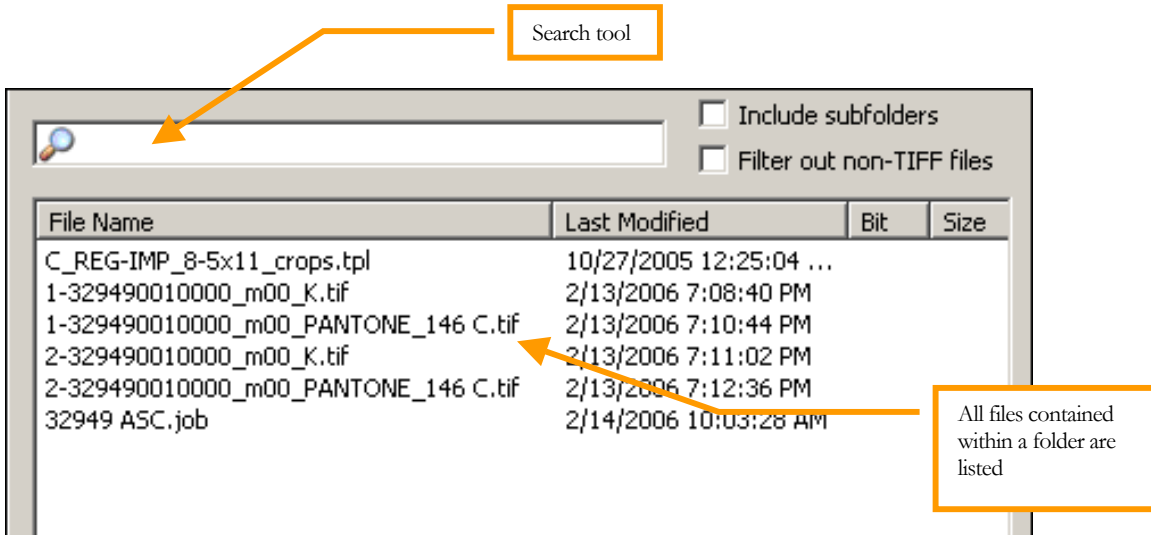 Search tool
Include subfolders
Filter out non-TIFF files
File Name Last Modified Bit Size
C_REG-IMP_8-5x11_crops.tpl 10/27/2005 12:25:04 ...
1-329490010000_m00_K.tif 2/13/2006 7:08:40 PM
1-329490010000_m00_PANTONE_146 C.tif 2/13/2006 7:10:44 PM
2-329490010000_m00_K.tif 2/13/2006 7:11:02 PM
2-329490010000_m00_PANTONE_146 C.tif 2/13/2006 7:12:36 PM
32949 ASC.job 2/14/2006 10:03:28 AM
All files contained
within a folder are
listed